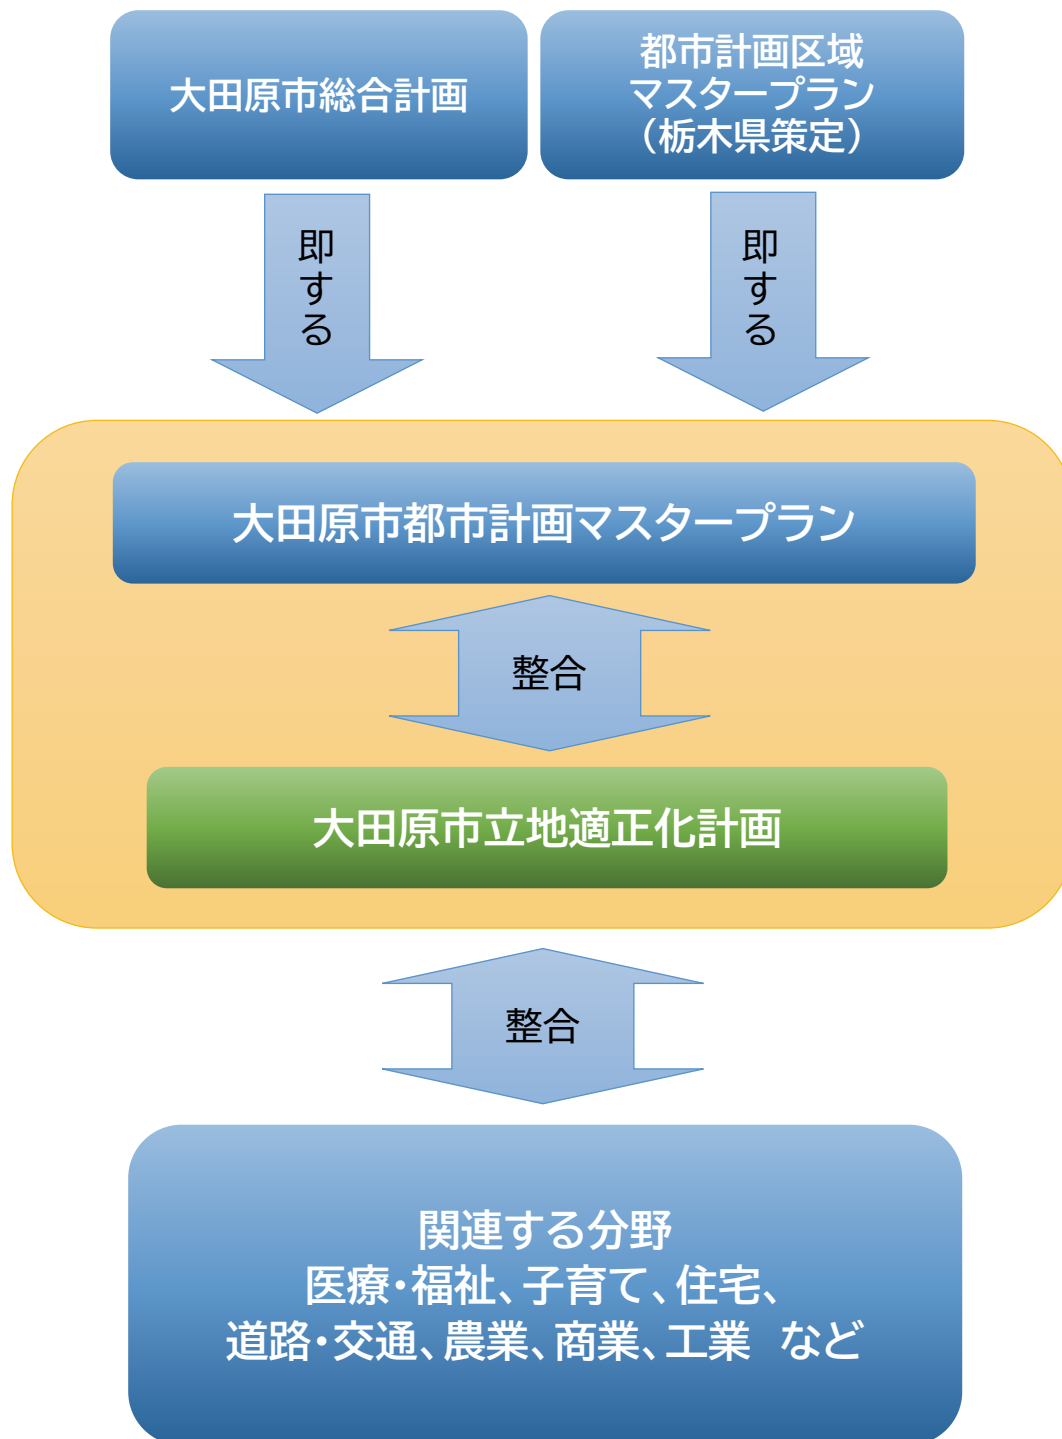 大田原市総合計画
都市計画区域
マスタープラン
（栃木県策定）
即する
即する
大田原市都市計画マスタープラン
整合
大田原市立地適正化計画
整合
関連する分野
医療・福祉、子育て、住宅、
道路・交通、農業、商業、工業　など